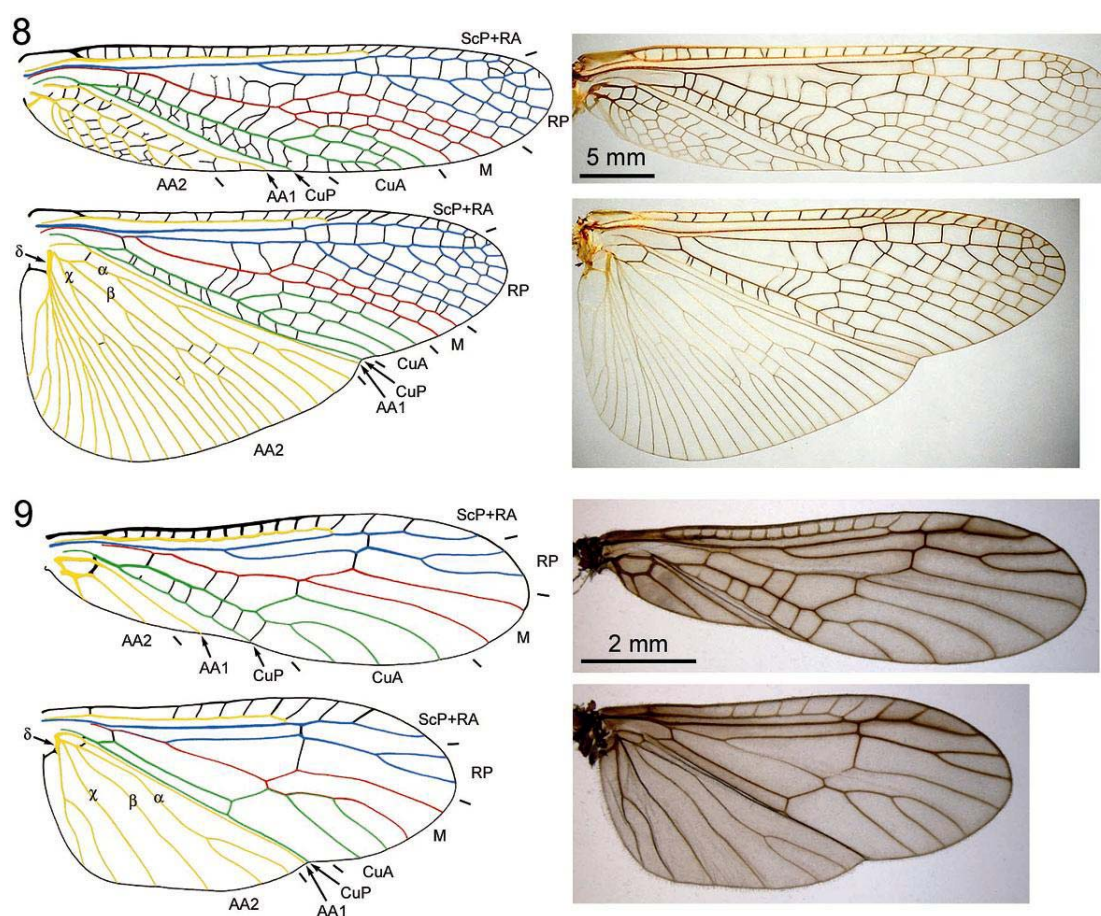 8
ScP+RA
RP
M
CuA
CuP
AA1
AA2
5 mm
ScP+RA
RP
M
CuA
CuP
AA1
AA2
δ
χ
α
β
9
ScP+RA
RP
M
CuA
CuP
AA1
AA2
2 mm
ScP+RA
RP
M
CuA
CuP
AA1
AA2
δ
χ
β
α